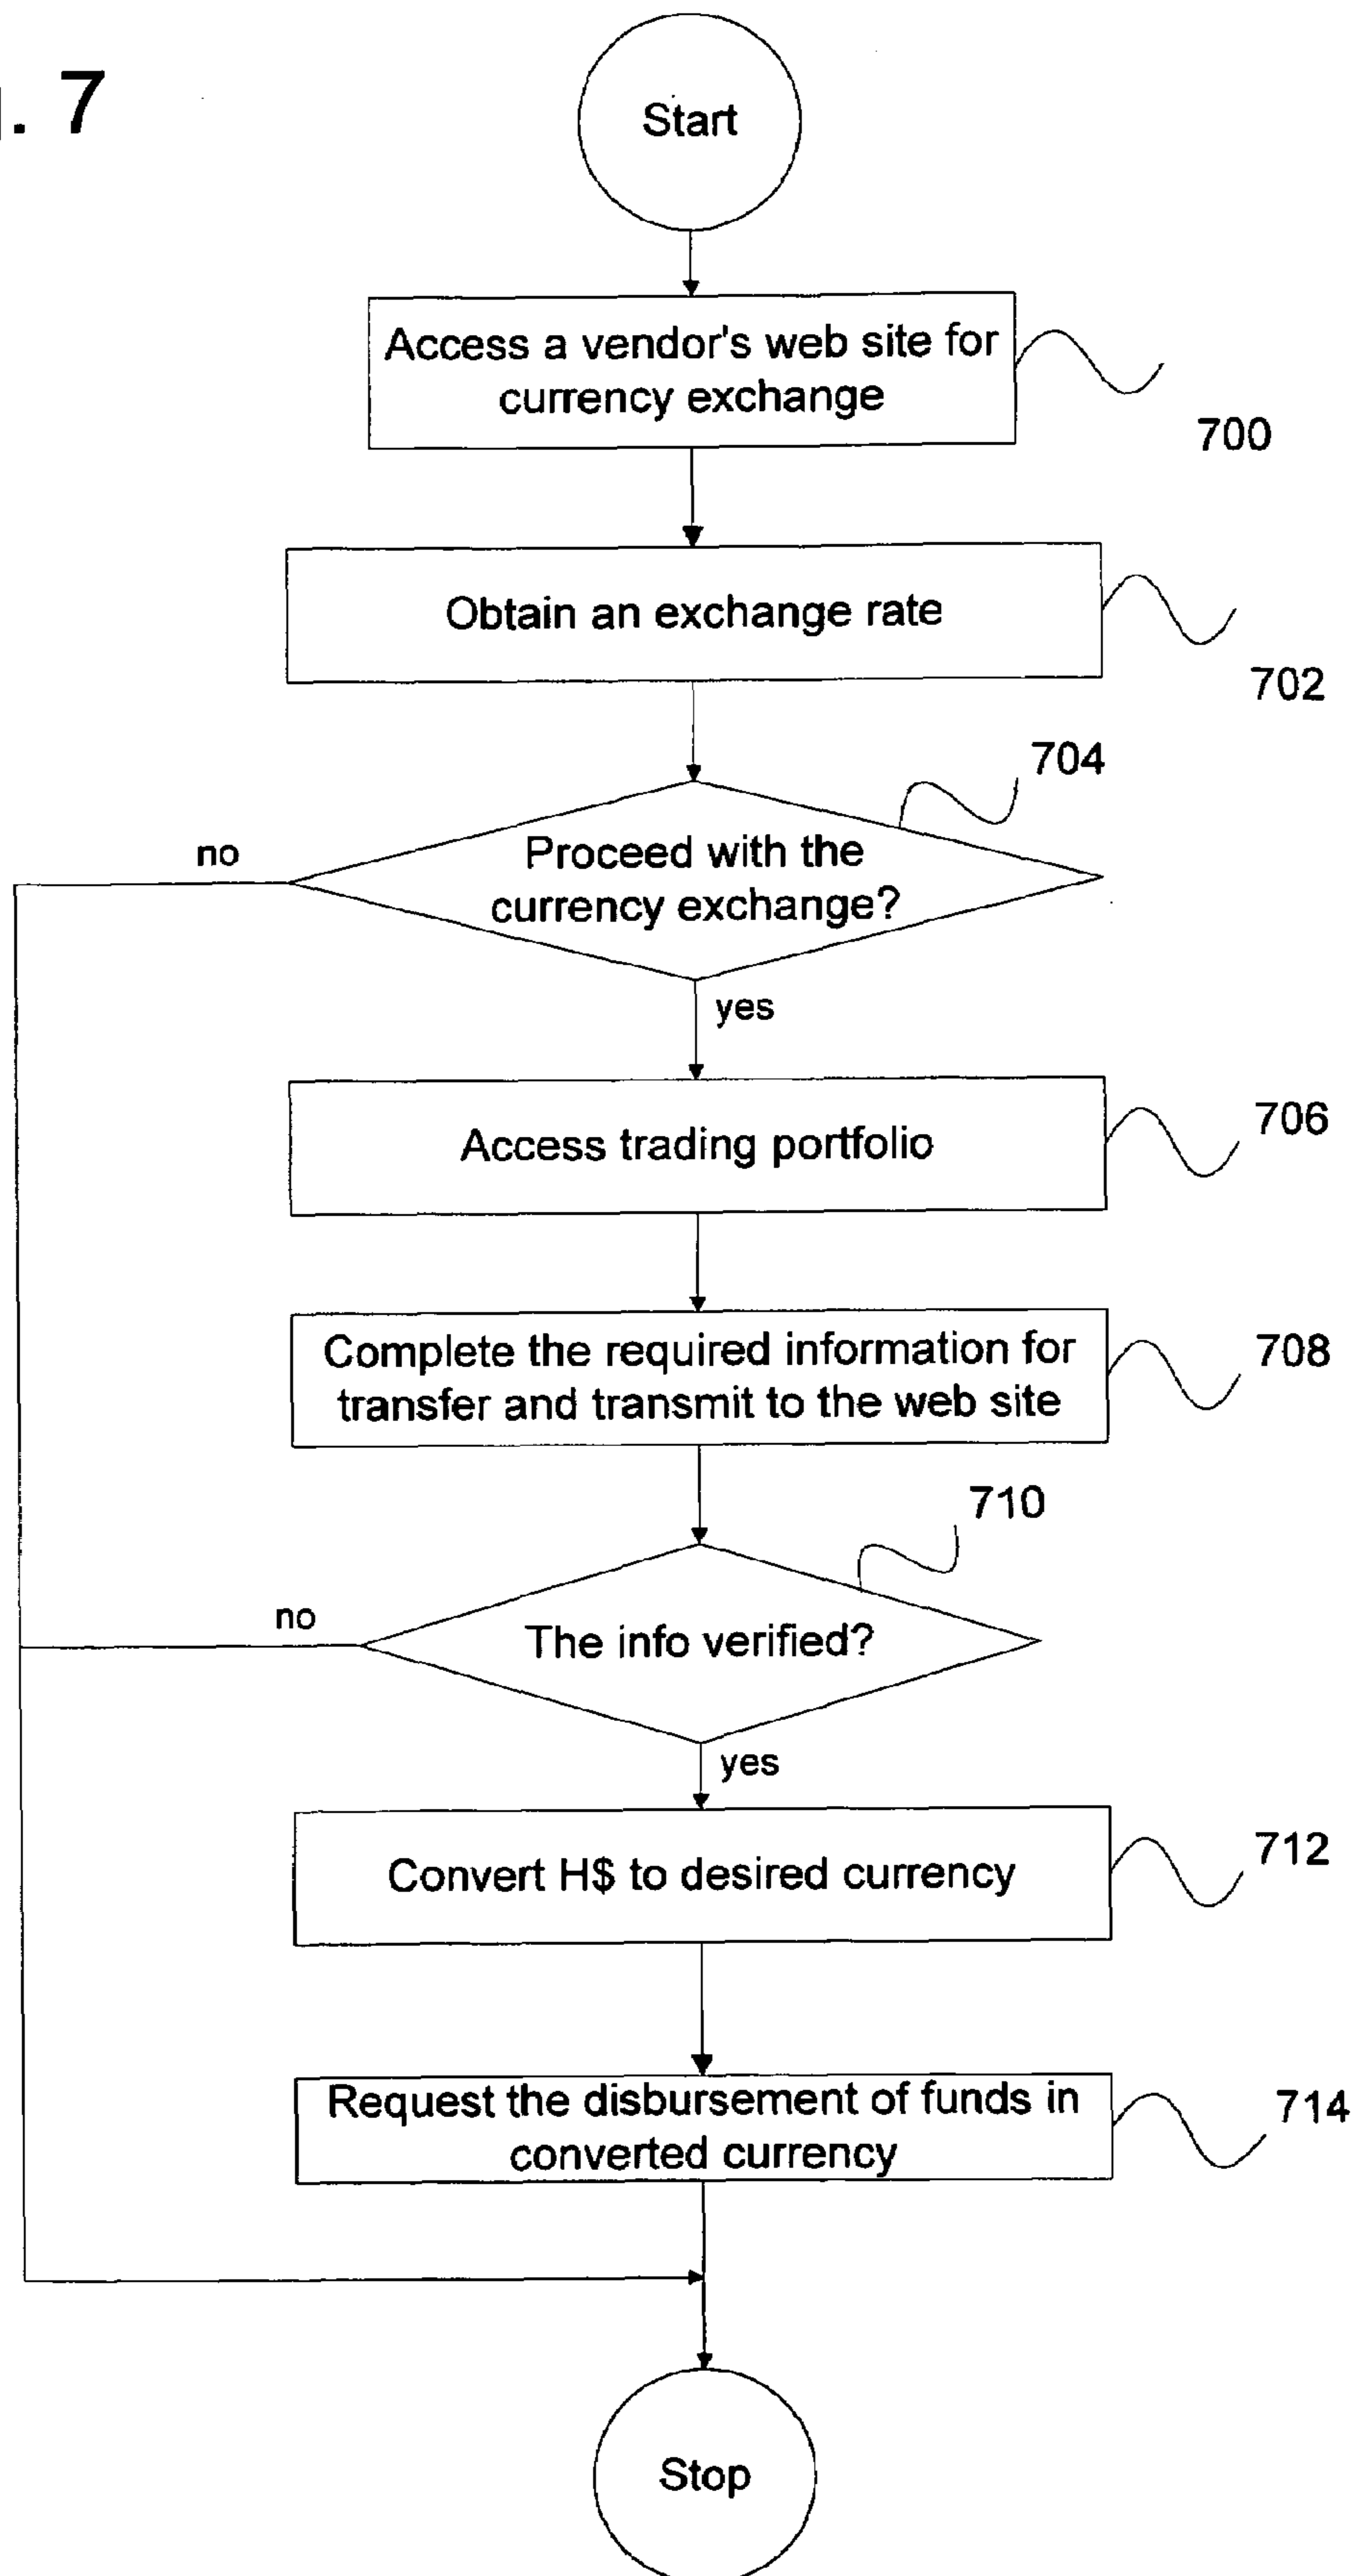 . 7
Start
Access a vendor's web site for
currency exchange
700
Obtain an exchange rate
702
704
Proceed with the
currency exchange?
no
yes
Access trading portfolio
706
Complete the required information for
transfer and transmit to the web site
708
710
The info verified?
no
yes
Convert H$ to desired currency
712
Request the disbursement of funds in
converted currency
714
Stop